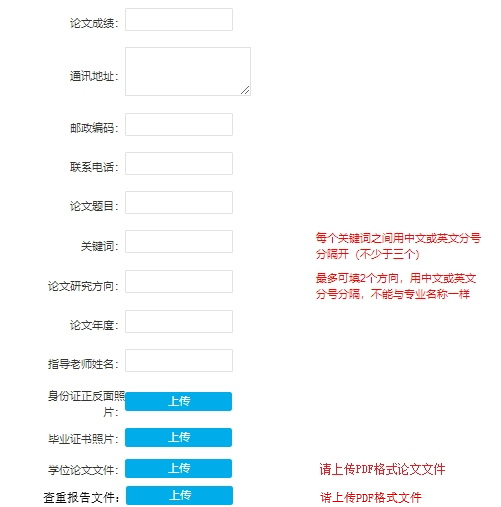 论文成绩：
通讯地址：
邮政编码：
联系电话：
论文题目：
关键词：
每个关键词之间用中文或英文分号
分隔开（不少于三个）
论文研究方向：
最多可填2个方向，用中文或英文
分号分隔，不能与专业名称一样
论文年度：
指导老师姓名：
身份证正反面照
片：
上传
毕业证书照片：
上传
学位论文文件：
上传
请上传PDF格式论文文件
查重报告文件：
上传
请上传PDF格式文件